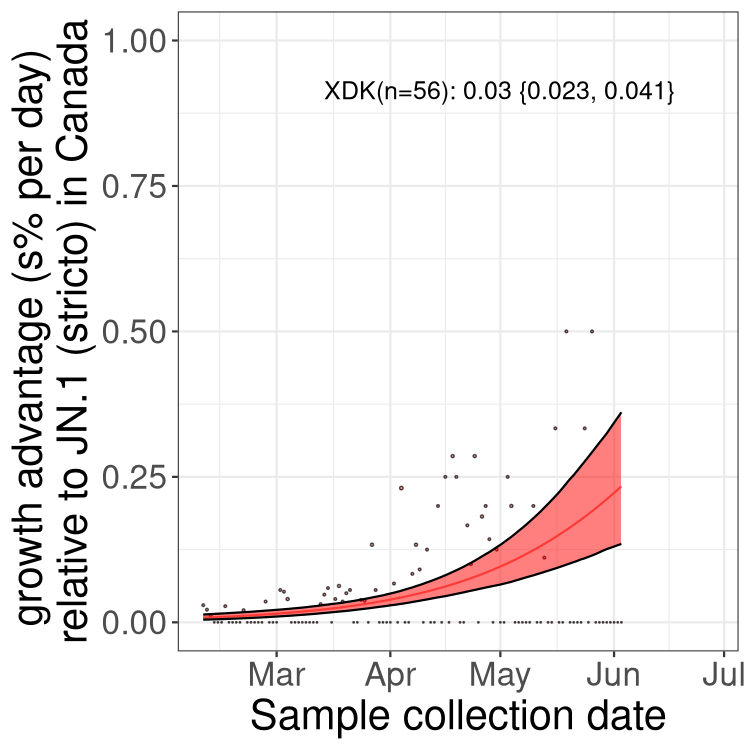 growth advantage (s% per day)
relative to JN.1 (stricto) in Canada
1.00
0.75
0.50
0.25
0.00
XDK(n=56): 0.03 {0.023, 0.041}
Mar Apr May Jun Jul
Sample collection date